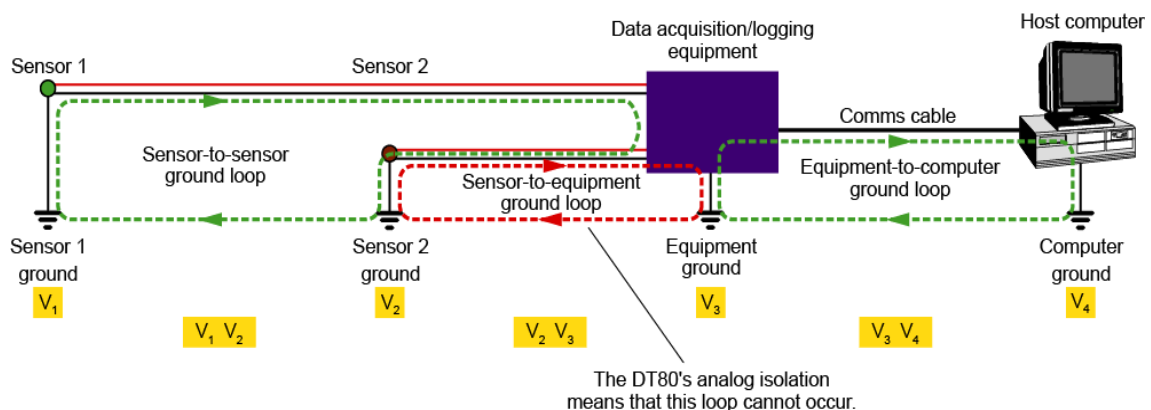 Host computer
Data acquisition/logging
equipment
Sensor 1
Sensor 2
Comms cable
Sensor-to-sensor
ground loop
Sensor-to-equipment
ground loop
Equipment-to-computer
ground loop
Sensor 1
ground
Sensor 2
ground
Equipment
ground
Computer
ground
V1
V2
V3
V4
V1 V2
V2 V3
V3 V4
The DT80's analog isolation
means that this loop cannot occur.